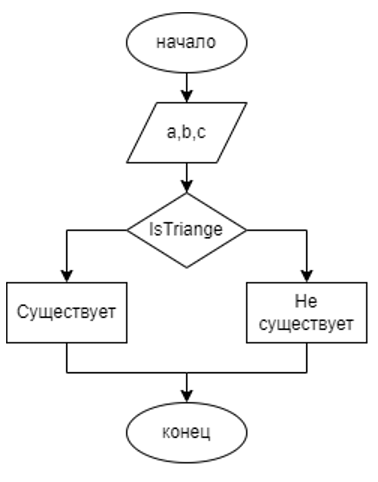 начало
a,b,c
IsTriange
Существует
Не
существует
конец